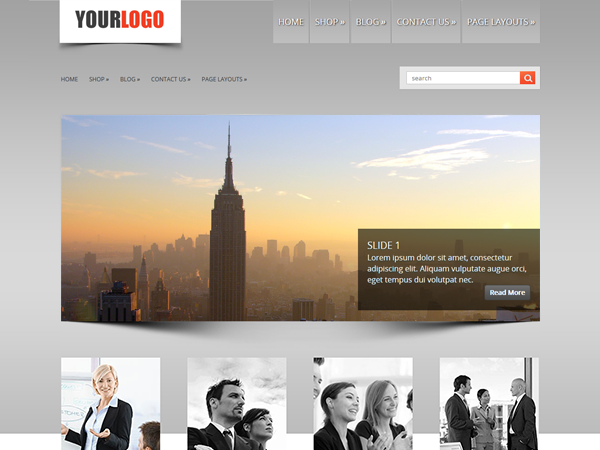 YOURLOGO
HOME SHOP » BLOG » CONTACT US » PAGE LAYOUTS »
HOME SHOP » BLOG » CONTACT US » PAGE LAYOUTS »
search
SLIDE 1
Lorem ipsum dolor sit amet, consectetur
adipiscing elit. Aliquam vulputate augue orci,
eget tempus dui volutpat nec.
Read More